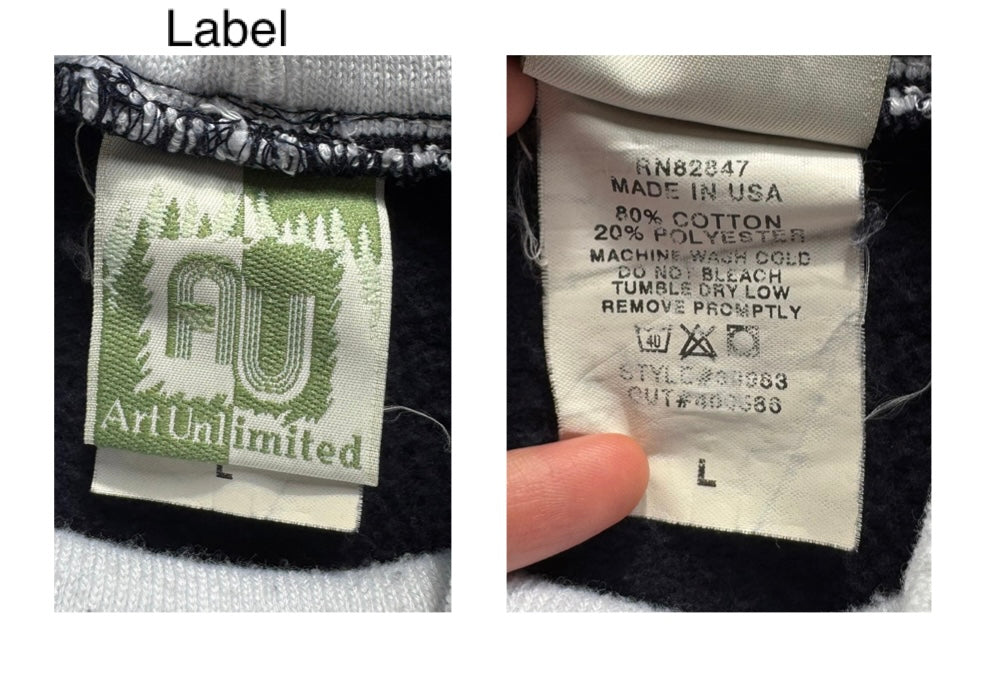 Label
AU
Art Unlimited
L
RN82847
MADE IN USA
80% COTTON
20% POLYESTER
MACHINE WASH COLD
DO NOT BLEACH
TUMBLE DRY LOW
REMOVE PROMPTLY
40
L